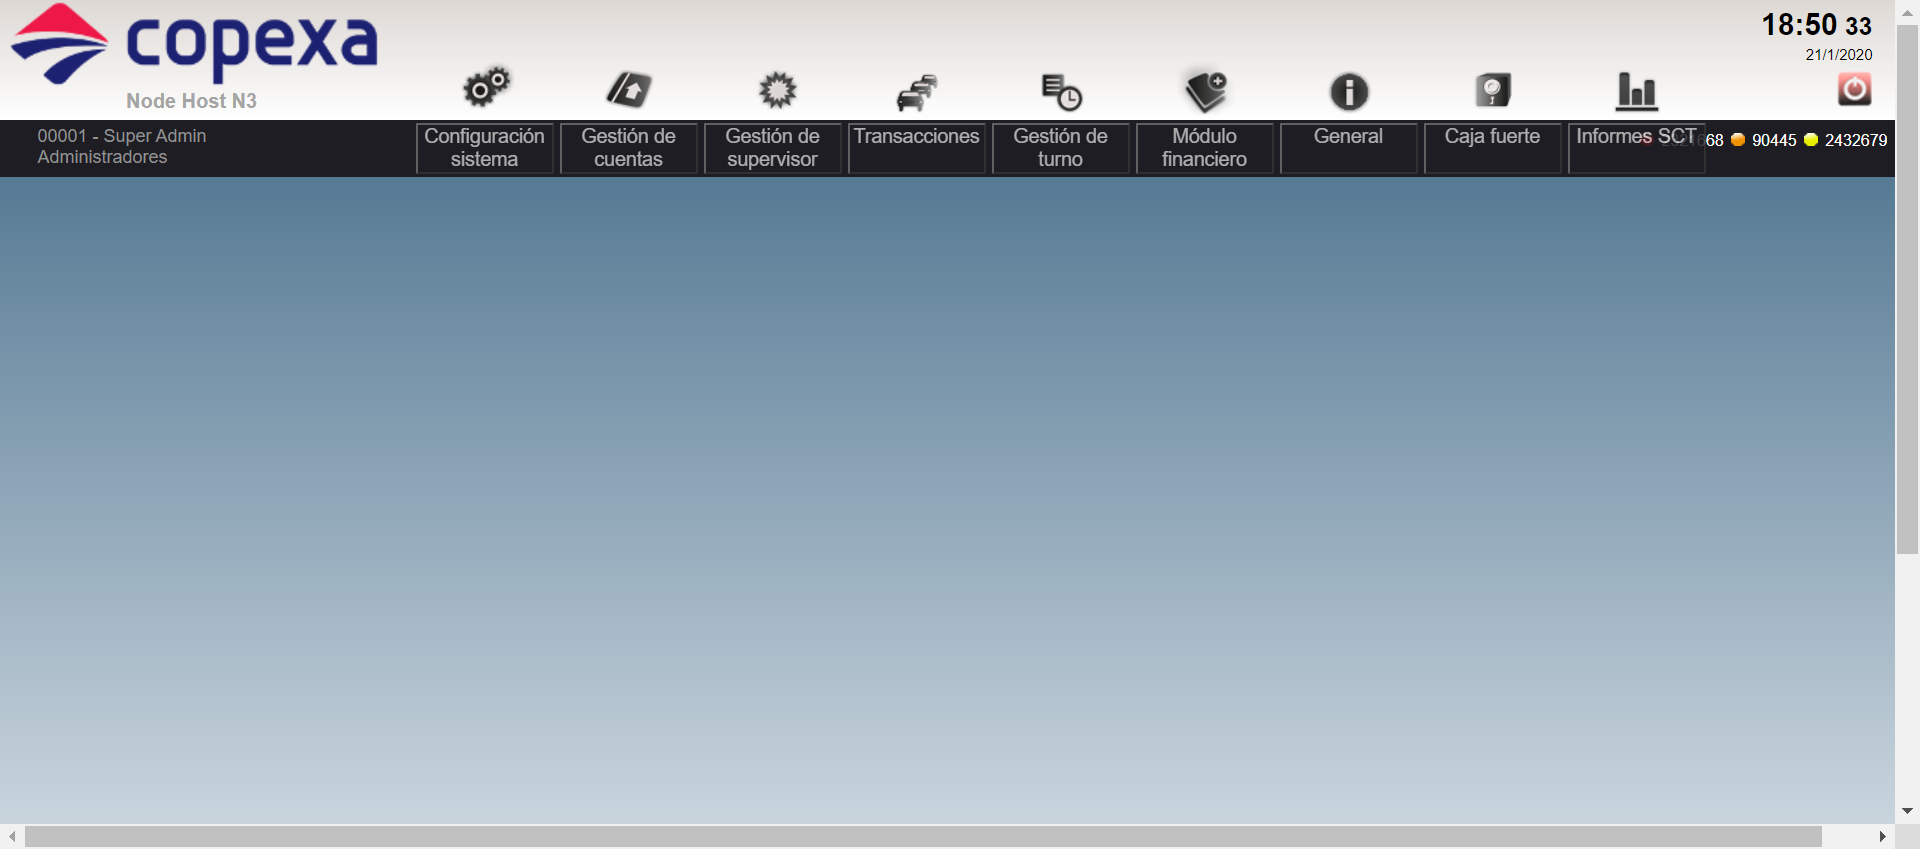 copexa
Node Host N3
18:50 33
21/1/2020
00001 - Super Admin
Administradores
Configuración
sistema
Gestión de
cuentas
Gestión de
supervisor
Transacciones
Gestión de
turno
Módulo
financiero
General
Caja fuerte
Informes SCT
90445
2432679